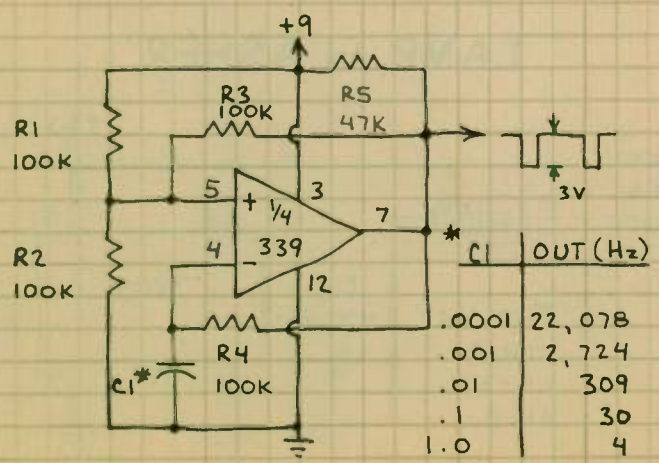 +9
R3
100K
R5
47K
R1
100K
5
+
1/4
3
7
4
-
339
12
3V
R2
100K
R4
100K
C1*
*
C1 OUT (Hz)
.0001 22,078
.001 2,724
.01 309
.1 30
1.0 4